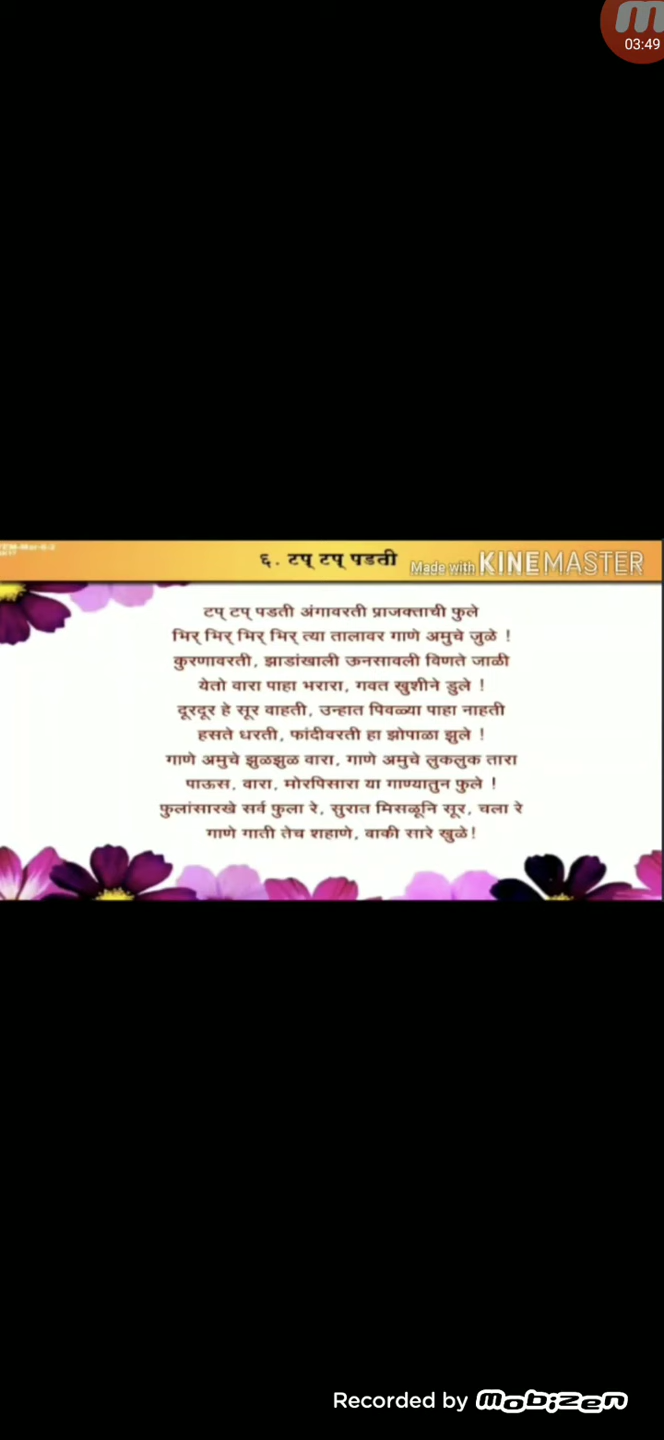 03:49
६. टप् टप् पडती
Made with KINEMASTER
टप् टप् पडती अंगावरती प्राजक्ताची फुले
भिर् भिर् भिर् भिर् त्या तालावर गाणे अमुचे जुळे !
कुरणावरती, झाडांखाली ऊनसावली विणते जाळी
येतो वारा पाहा भरारा, गवत खुशीने डुले !
दूरदूर हे सूर वाहती, उन्हात पिवळ्या पाहा नाहती
हसते धरती, फांदीवरती हा झोपाळा झुले !
गाणे अमुचे झुळझुळ वारा, गाणे अमुचे लुकलुक तारा
पाऊस, वारा, मोरपिसारा या गाण्यातुन फुले !
फुलांसारखे सर्व फुला रे, सुरात मिसळूनि सूर, चला रे
गाणे गाती तेच शहाणे, बाकी सारे खुळे!
Recorded by mobizen